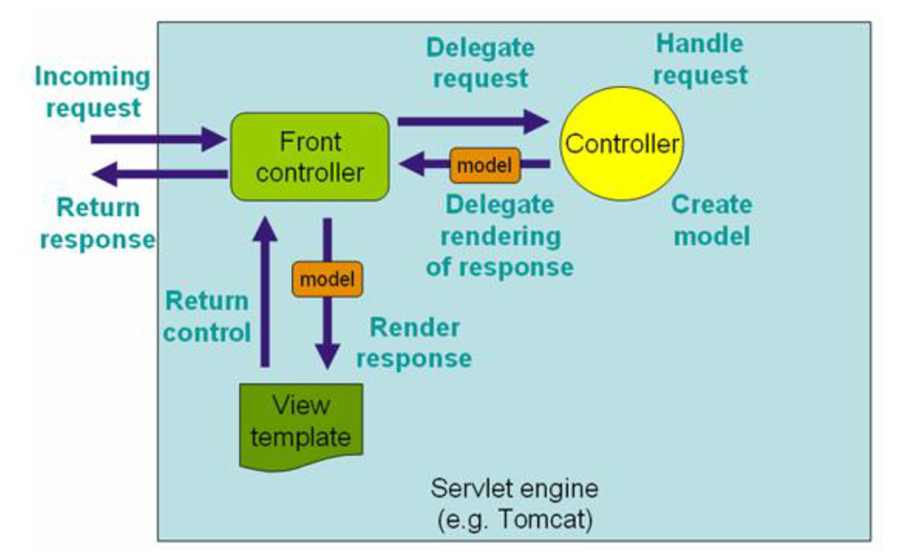 Incoming
request
Front
controller
Delegate
request
Handle
request
Controller
model
Delegate
rendering
of response
Create
model
Return
response
Return
control
model
Render
response
View
template
Servlet engine
(e.g. Tomcat)